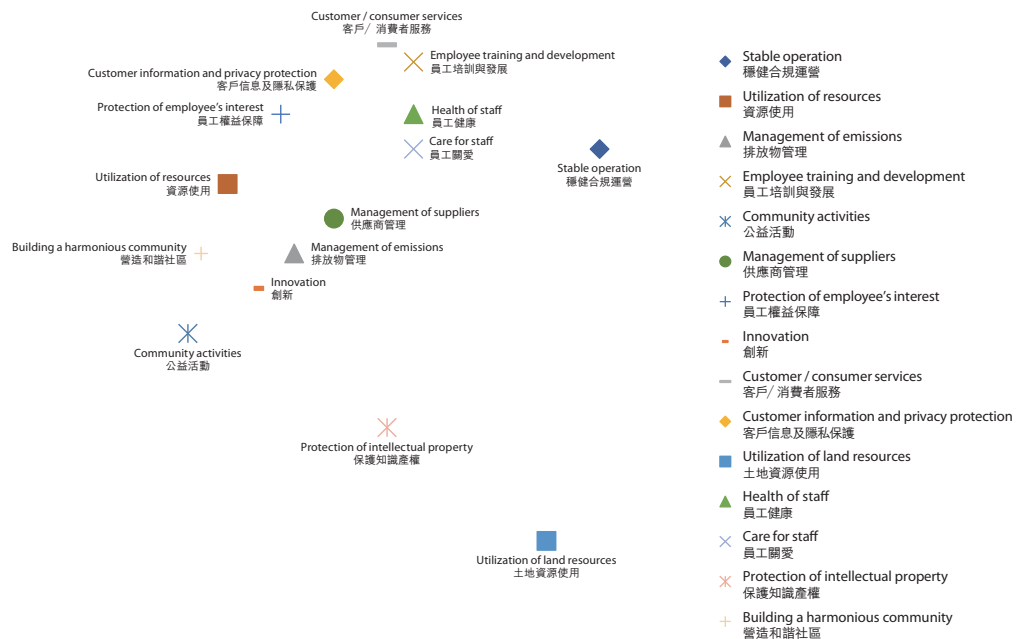 Customer / consumer services
客戶/ 消費者服務
Employee training and development
員工培訓與發展
Customer information and privacy protection
客戶信息及隱私保護
Protection of employee's interest
員工權益保障
Health of staff
員工健康
Care for staff
員工關愛
Stable operation
穩健合規運營
Utilization of resources
資源使用
Management of suppliers
供應商管理
Building a harmonious community
營造和諧社區
Management of emissions
排放物管理
Innovation
創新
Community activities
公益活動
Protection of intellectual property
保護知識產權
Utilization of land resources
土地資源使用
Stable operation
穩健合規運營
Utilization of resources
資源使用
Management of emissions
排放物管理
Employee training and development
員工培訓與發展
Community activities
公益活動
Management of suppliers
供應商管理
Protection of employee's interest
員工權益保障
Innovation
創新
Customer / consumer services
客戶/ 消費者服務
Customer information and privacy protection
客戶信息及隱私保護
Utilization of land resources
土地資源使用
Health of staff
員工健康
Care for staff
員工關愛
Protection of intellectual property
保護知識產權
Building a harmonious community
營造和諧社區